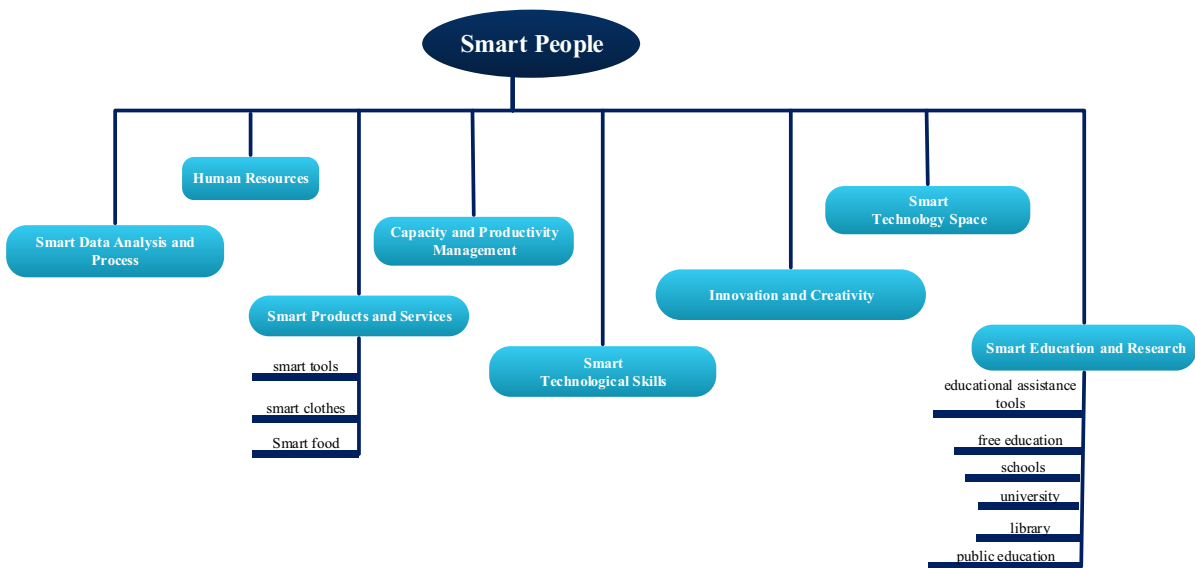 Smart People
Human Resources
Smart
Technology Space
Capacity and Productivity
Management
Smart Data Analysis and
Process
Innovation and Creativity
Smart Products and Services
Smart Education and Research
Smart
Technological Skills
smart tools
smart clothes
Smart food
educational assistance
tools
free education
schools
university
library
public education